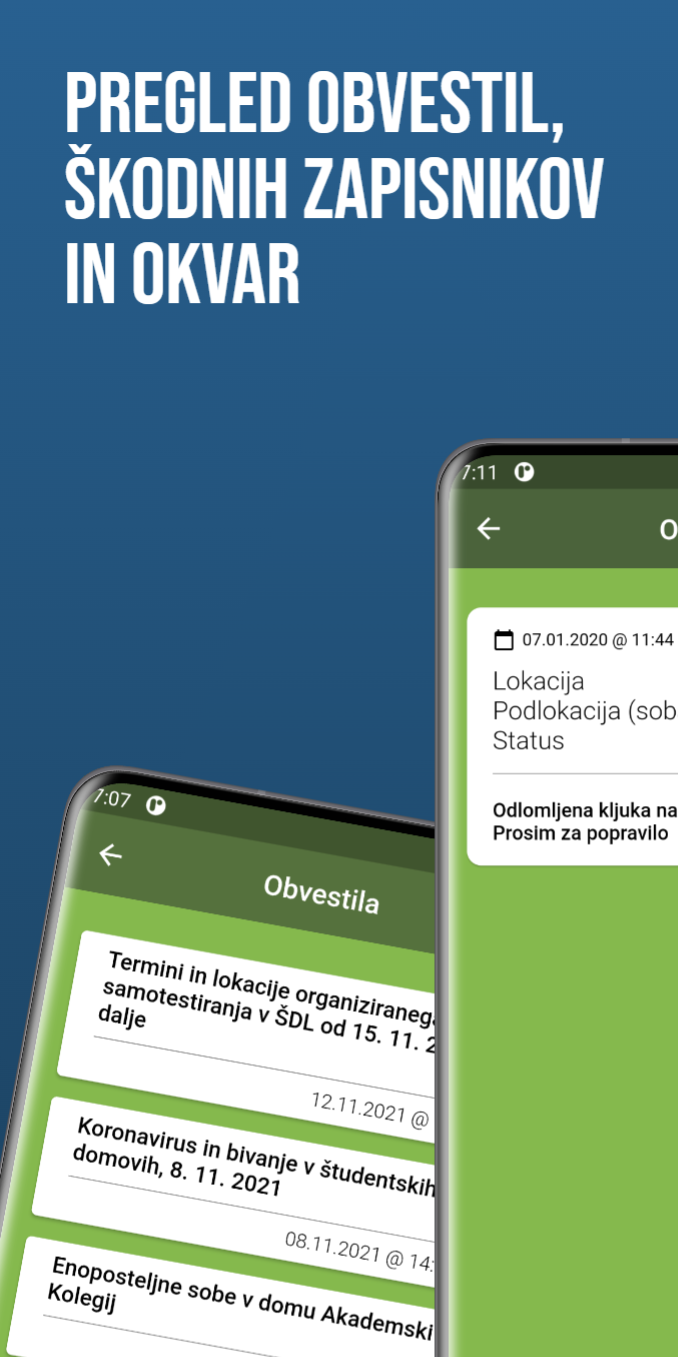 PREGLED OBVESTIL,
ŠKODNIH ZAPISNIKOV
IN OKVAR
7:11
07.01.2020 @ 11:44
Lokacija
Podlokacija (sob
Status
Odlomljena kljuka na
Prosim za popravilo
7:07
Obvestila
Termini in lokacije organiziraneg
samotestiranja v ŠDL od 15. 11. 2
dalje
12.11.2021 @
Koronavirus in bivanje v študentskih
domovih, 8. 11. 2021
08.11.2021 @ 14:
Enoposteljne sobe v domu Akademski
Kolegij